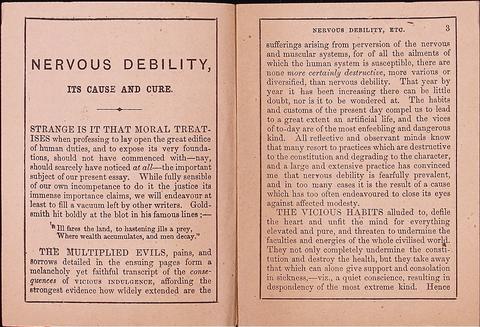 NERVOUS DEBILITY,
ITS CAUSE AND CURE.
STRANGE IS IT THAT MORAL TREAT-
ISES when professing to lay open the great edifice
of human duties, and to expose its very founda-
tions, should not have commenced with—nay,
should scarcely have noticed at all—the important
subject of our present essay. While fully sensible
of our own incompetance to do it the justice its
immense importance claims, we will endeavour at
least to fill a vacuum left by other writers. Gold-
smith hit boldly at the blot in his famous lines ;—
"Ill fares the land, to hastening ills a prey,
Where wealth accumulates, and men decay."
THE MULTIPLIED EVILS, pains, and
sorrows detailed in the ensuing pages form a
melancholy yet faithful transcript of the conse-
quences of VICIOUS INDULGENCE, affording the
strongest evidence how widely extended are the
NERVOUS DEBILITY, ETC. 3
sufferings arising from perversion of the nervous
and muscular systems, for of all the ailments of
which the human system is susceptible, there are
none more certainly destructive, more various or
diversified, than nervous debility. That year by
year it has been increasing there can be little
doubt, nor is it to be wondered at. The habits
and customs of the present day compel us to lead
to a great extent an artificial life, and the vices
of to-day are of the most enfeebling and dangerous
kind. All reflective and observant minds know
that many resort to practices which are destructive
to the constitution and degrading to the character,
and a large and extensive practice has convinced
me that nervous debility is fearfully prevalent,
and in too many cases it is the result of a cause
which has too often endeavoured to close its eyes
against affected modesty.
THE VICIOUS HABITS alluded to, defile
the heart and unfit the mind for everything
elevated and pure, and threaten to undermine the
faculties and energies of the whole civilised world.
They not only completely undermine the consti-
tution and destroy the health, but they take away
that which can alone give support and consolation
in sickness,—viz., a quiet conscience, resulting in
despondency of the most extreme kind. Hence